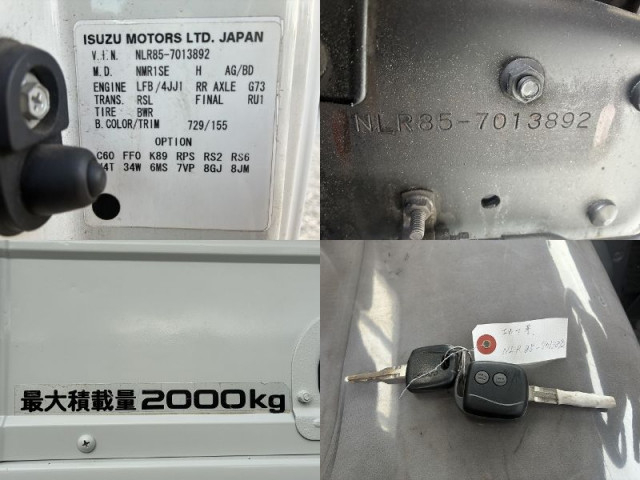 ISUZU MOTORS LTD. JAPAN
V.I.N. NLR85-7013892
M.D. NMR1SE H AG/BD
ENGINE LFB/4JJ1 RR AXLE G73
TRANS. RSL FINAL RU1
TIRE BWR
B.COLOR/TRIM 729/155
OPTION
C60 FF0 K89 RPS RS2 RS6
4T 34W 6MS 7VP 8GJ 8JM
NLR85-7013892
最大積載量2000kg
NLR85-